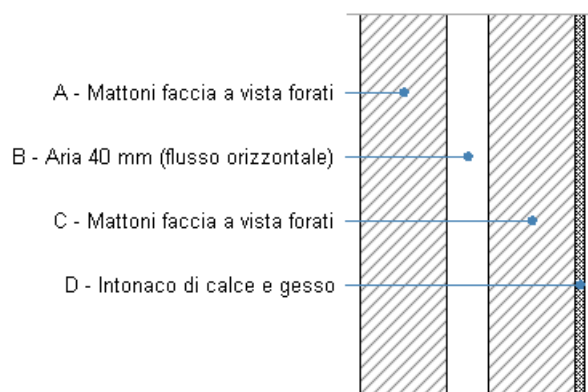 A - Mattoni faccia a vista forati
B - Aria 40 mm (flusso orizzontale)
C - Mattoni faccia a vista forati
D - Intonaco di calce e gesso